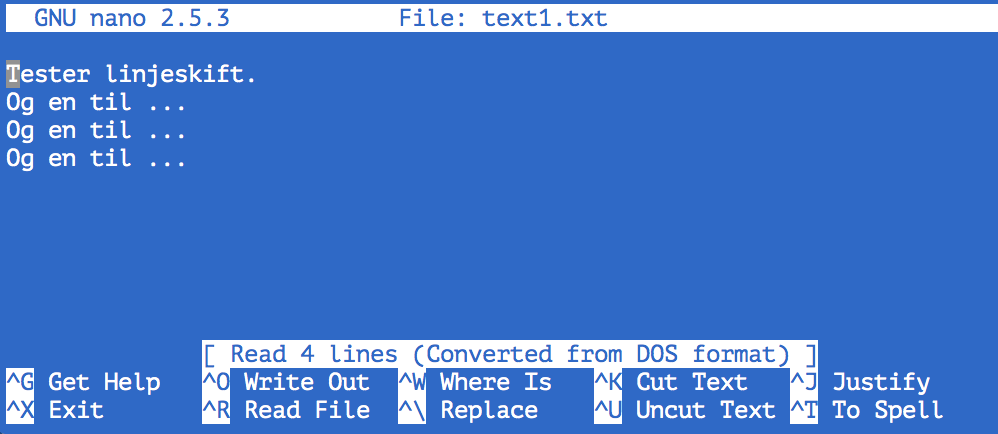 GNU nano 2.5.3 File: text1.txt
Tester linjeskift.
Og en til ...
Og en til ...
Og en til ...
[ Read 4 lines (Converted from DOS format) ]
^G Get Help ^O Write Out ^W Where Is ^K Cut Text ^J Justify
^X Exit ^R Read File ^\ Replace ^U Uncut Text ^T To Spell